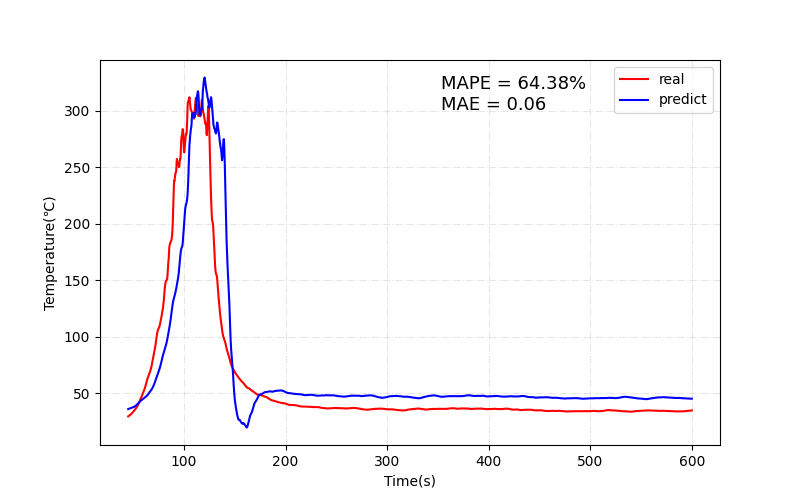 MAPE = 64.38%
MAE = 0.06
real
predict
Temperature(℃)
300
250
200
150
100
50
100 200 300 400 500 600
Time(s)